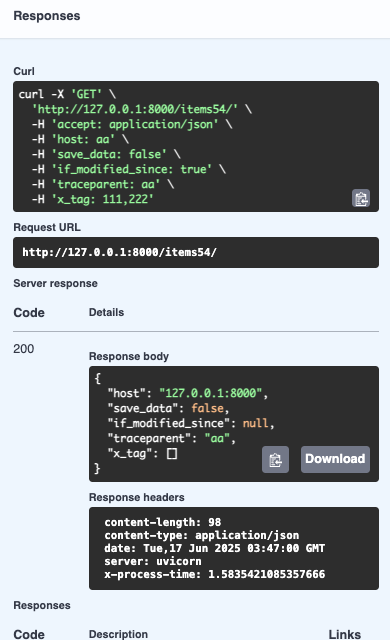 Responses
Curl
curl -X 'GET' \
'http://127.0.0.1:8000/items54/' \
-H 'accept: application/json' \
-H 'host: aa' \
-H 'save_data: false' \
-H 'if_modified_since: true' \
-H 'traceparent: aa' \
-H 'x_tag: 111,222'
Request URL
http://127.0.0.1:8000/items54/
Server response
Code Details
200
Response body
{
"host": "127.0.0.1:8000",
"save_data": false,
"if_modified_since": null,
"traceparent": "aa",
"x_tag": []
}
Download
Response headers
content-length: 98
content-type: application/json
date: Tue,17 Jun 2025 03:47:00 GMT
server: uvicorn
x-process-time: 1.5835421085357666
Responses
Code Description Links